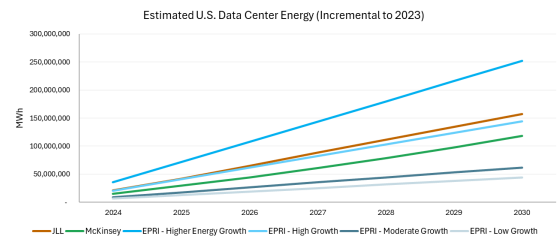 Estimated U.S. Data Center Energy (Incremental to 2023)
300,000,000
250,000,000
200,000,000
150,000,000
100,000,000
50,000,000
-
MWh
2024 2025 2026 2027 2028 2029 2030
JLL McKinsey EPRI - Higher Energy Growth EPRI - High Growth EPRI - Moderate Growth EPRI - Low Growth